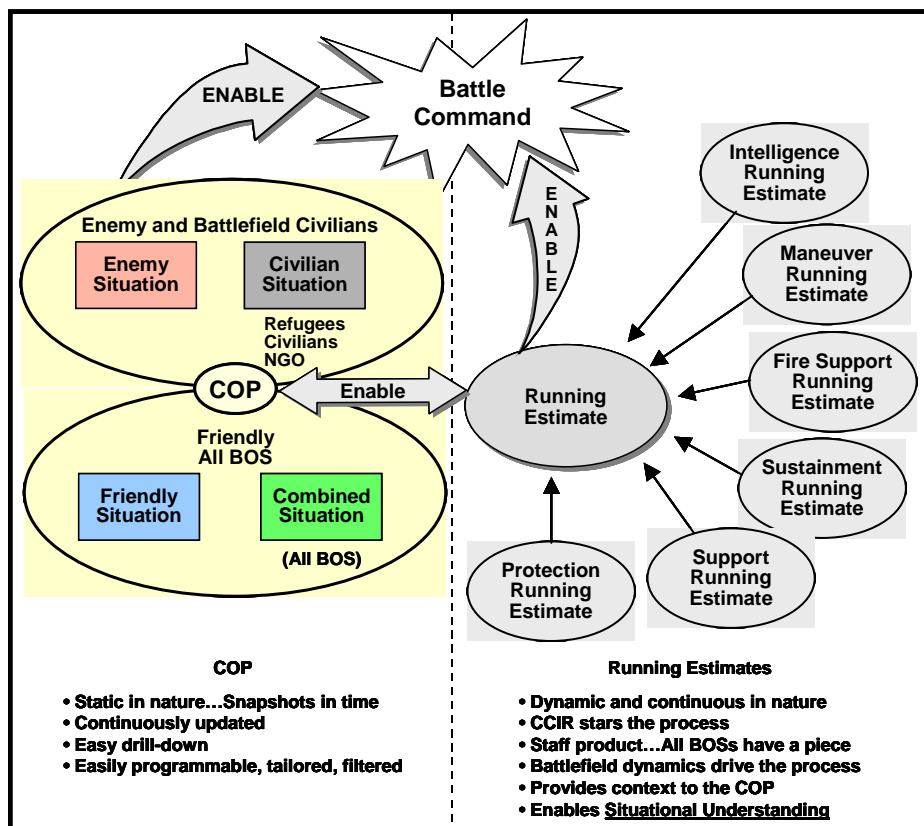 Battle
Command
ENABLE
ENABLE
Enemy and Battlefield Civilians
Enemy
Situation
Civilian
Situation
Refugees
Civilians
NGO
COP
Enable
Friendly
All BOS
Friendly
Situation
Combined
Situation
(All BOS)
Running
Estimate
Intelligence
Running
Estimate
Maneuver
Running
Estimate
Fire Support
Running
Estimate
Sustainment
Running
Estimate
Support
Running
Estimate
Protection
Running
Estimate
COP
• Static in nature…Snapshots in time
• Continuously updated
• Easy drill-down
• Easily programmable, tailored, filtered
Running Estimates
• Dynamic and continuous in nature
• CCIR stars the process
• Staff product…All BOSs have a piece
• Battlefield dynamics drive the process
• Provides context to the COP
• Enables Situational Understanding